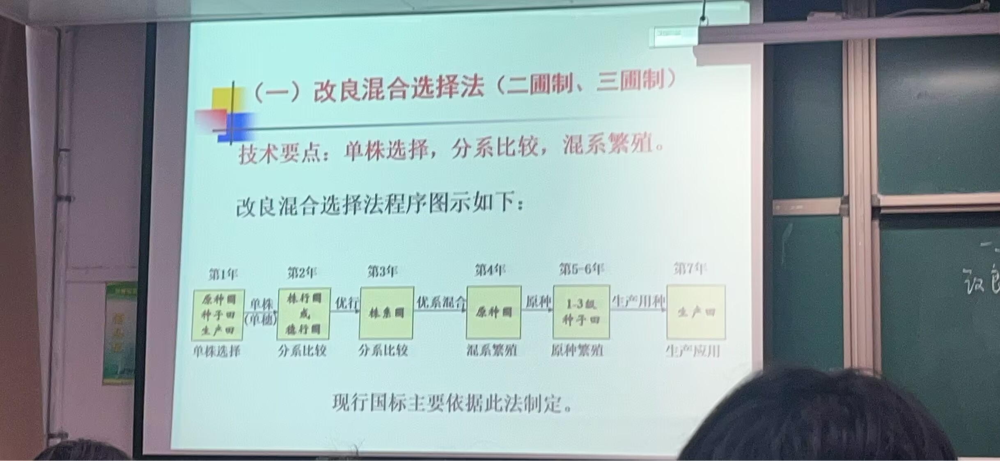 （一）改良混合选择法（二圃制、三圃制）
技术要点：单株选择，分系比较，混系繁殖。
改良混合选择法程序图示如下：
第1年 第2年 第3年 第4年 第5-6年 第7年
原种圃
种子田
生产田
单株
(单穗)
株行圃
或
穗行圃
优行
株系圃
优系混合
原种圃
原种
1-3级
种子田
生产用种
生产田
单株选择 分系比较 分系比较 混系繁殖 原种繁殖 生产应用
现行国标主要依据此法制定。
改良